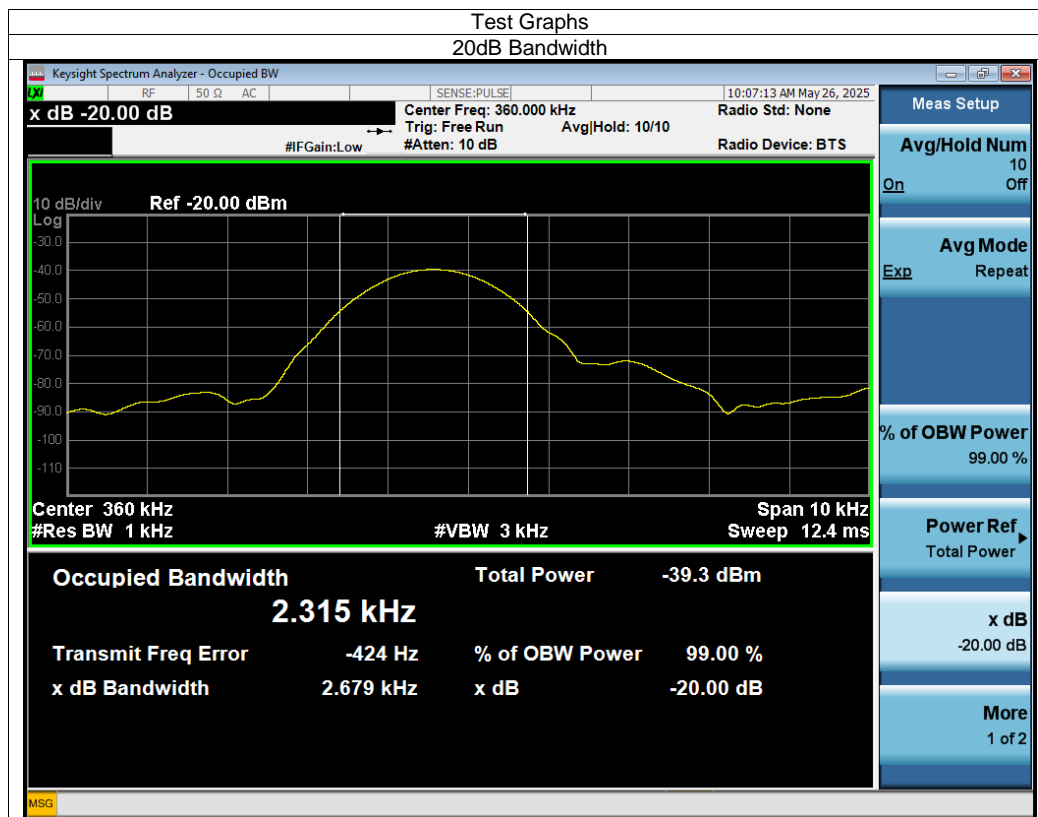 Test Graphs
20dB Bandwidth
Keysight Spectrum Analyzer - Occupied BW
LXI RF 50 Ω AC SENSE:PULSE 10:07:13 AM May 26, 2025
x dB -20.00 dB
Center Freq: 360.000 kHz Radio Std: None
Trig: Free Run Avg|Hold: 10/10
#IFGain:Low #Atten: 10 dB Radio Device: BTS
10 dB/div Ref -20.00 dBm
Log
-30.0
-40.0
-50.0
-60.0
-70.0
-80.0
-90.0
-100
-110
Center 360 kHz Span 10 kHz
#Res BW 1 kHz #VBW 3 kHz Sweep 12.4 ms
Occupied Bandwidth Total Power -39.3 dBm
2.315 kHz
Transmit Freq Error -424 Hz % of OBW Power 99.00 %
x dB Bandwidth 2.679 kHz x dB -20.00 dB
Meas Setup
Avg/Hold Num
10
On Off
Avg Mode
Exp Repeat
% of OBW Power
99.00 %
Power Ref
Total Power
x dB
-20.00 dB
More
1 of 2
MSG